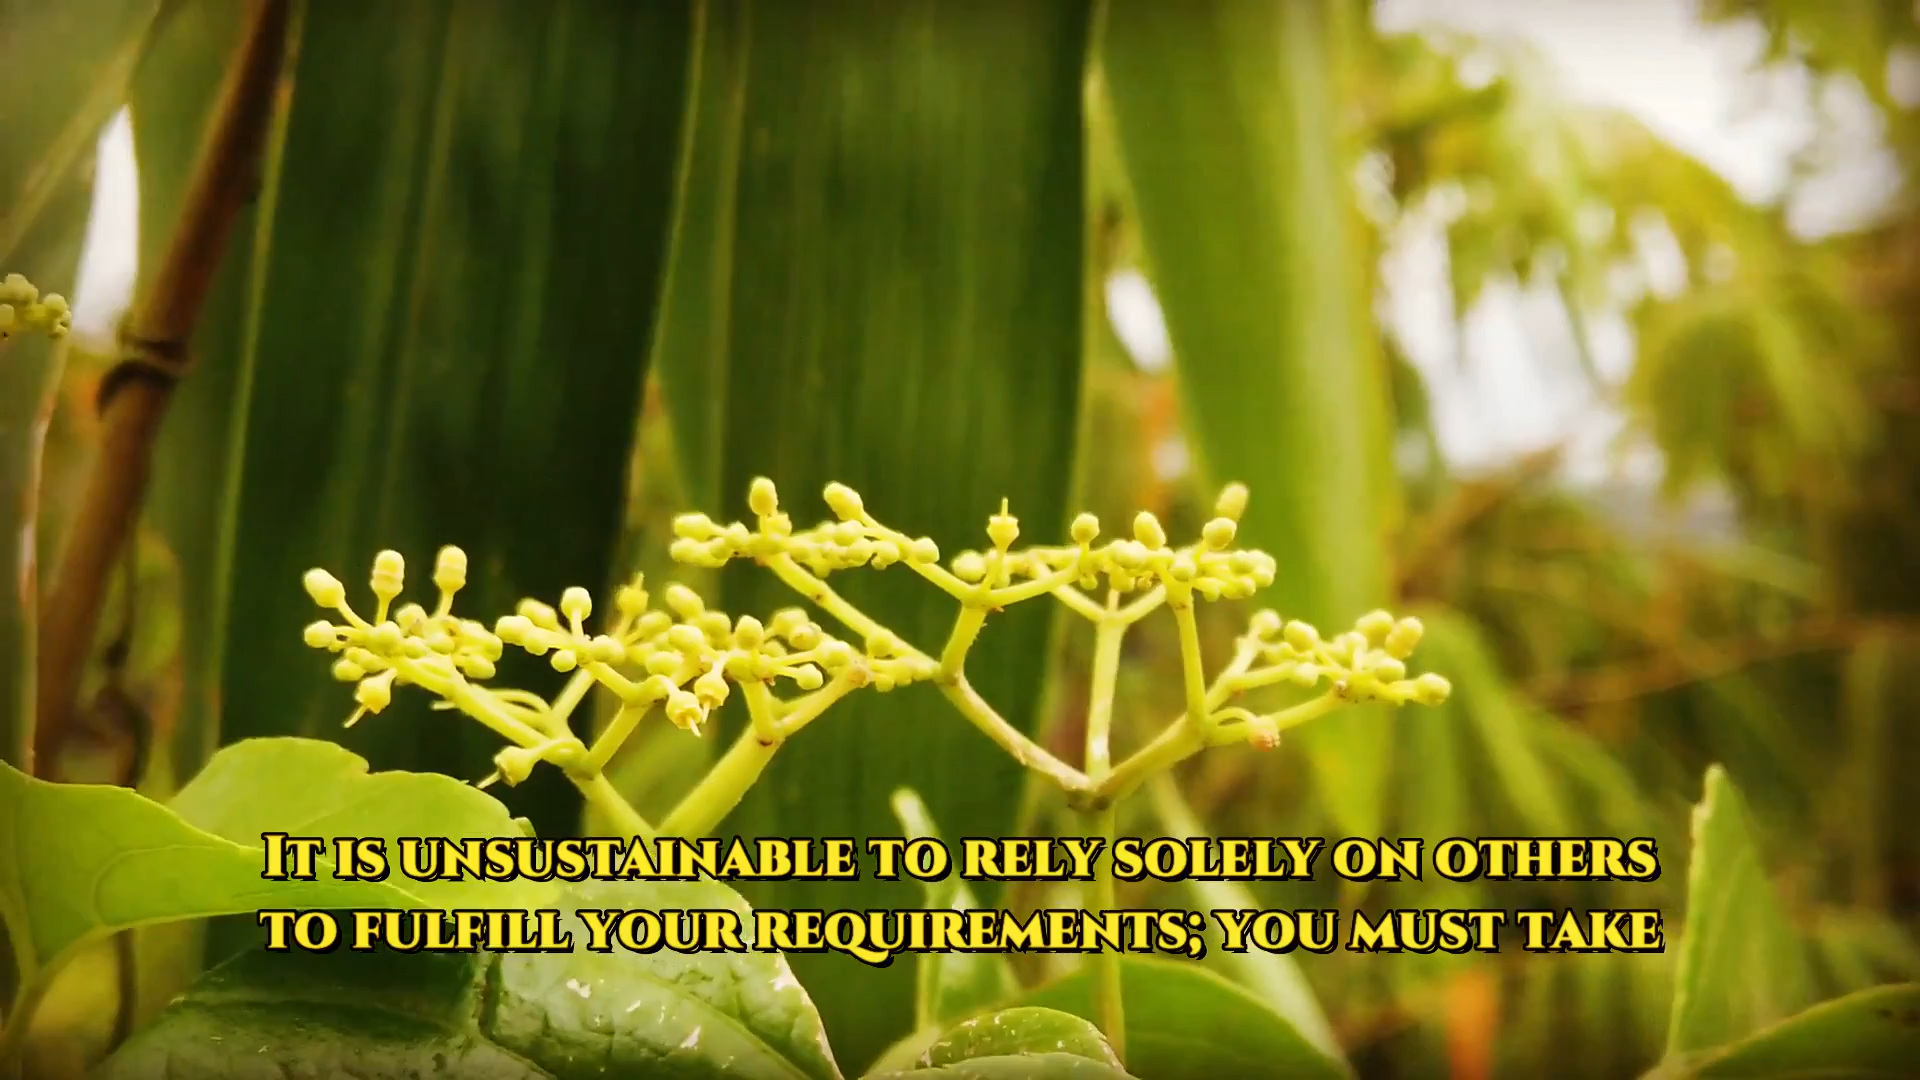 It is unsustainable to rely solely on others
to fulfill your requirements; you must take